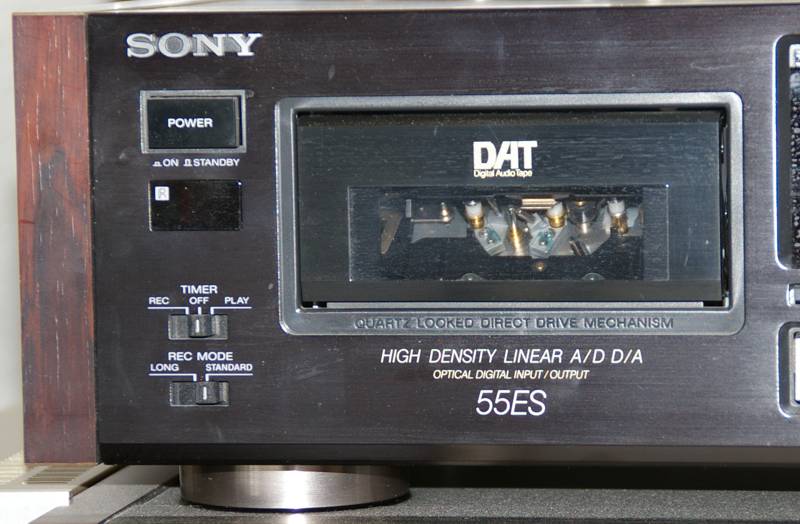 SONY
POWER
ON STANDBY
R
DAT
Digital Audio Tape
TIMER
REC OFF PLAY
REC MODE
LONG STANDARD
QUARTZ LOCKED DIRECT DRIVE MECHANISM
HIGH DENSITY LINEAR A/D D/A
OPTICAL DIGITAL INPUT/OUTPUT
55ES